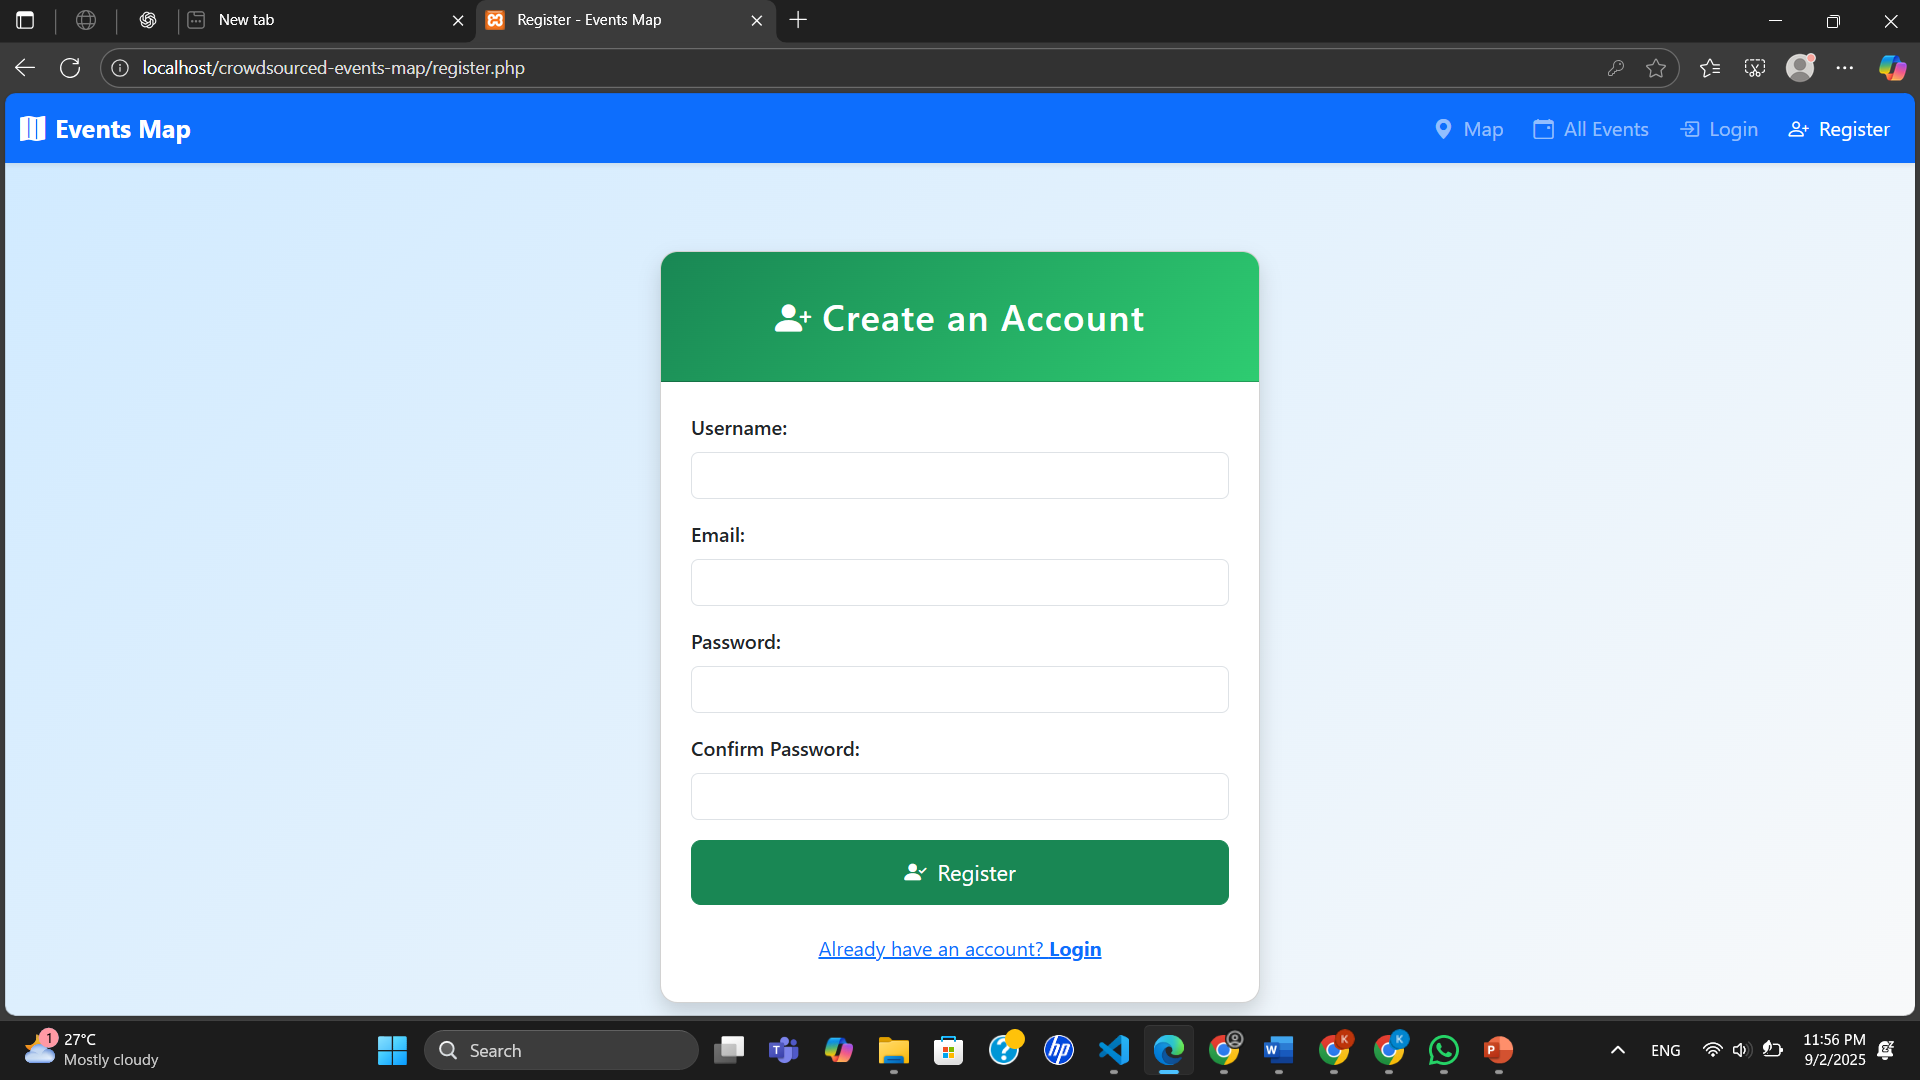 New tab
Register - Events Map
localhost/crowdsourced-events-map/register.php
Events Map
Map
All Events
Login
Register
Create an Account
Username:
Email:
Password:
Confirm Password:
Register
Already have an account? Login
1
27°C
Mostly cloudy
Search
T
hp
W
K
K
P
ENG
11:56 PM
9/2/2025